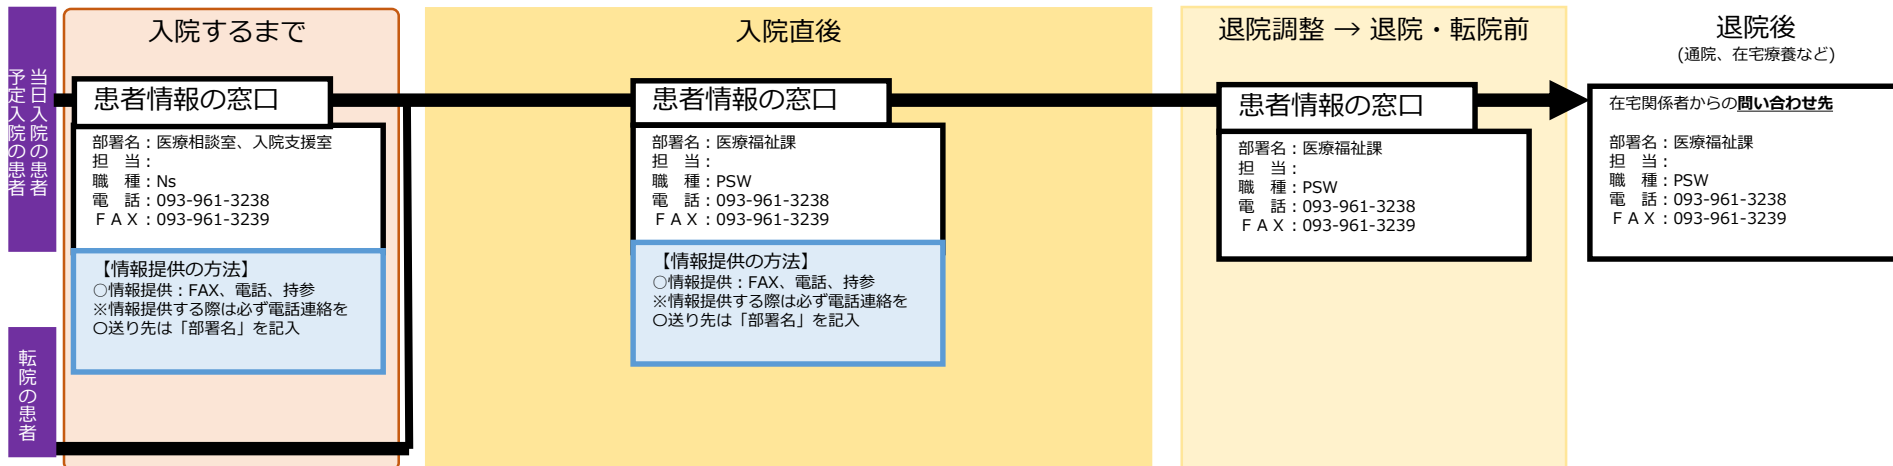 当日入院の患者
予定入院の患者
転院の患者
入院するまで
患者情報の窓口
部署名：医療相談室、入院支援室
担　当：
職　種：Ns
電　話：093-961-3238
ＦＡＸ：093-961-3239
【情報提供の方法】
○情報提供：FAX、電話、持参
※情報提供する際は必ず電話連絡を
〇送り先は「部署名」を記入
入院直後
患者情報の窓口
部署名：医療福祉課
担　当：
職　種：PSW
電　話：093-961-3238
ＦＡＸ：093-961-3239
【情報提供の方法】
○情報提供：FAX、電話、持参
※情報提供する際は必ず電話連絡を
〇送り先は「部署名」を記入
退院調整 → 退院・転院前
患者情報の窓口
部署名：医療福祉課
担　当：
職　種：PSW
電　話：093-961-3238
ＦＡＸ：093-961-3239
退院後
(通院、在宅療養など)
在宅関係者からの問い合わせ先
部署名：医療福祉課
担　当：
職　種：PSW
電　話：093-961-3238
ＦＡＸ：093-961-3239